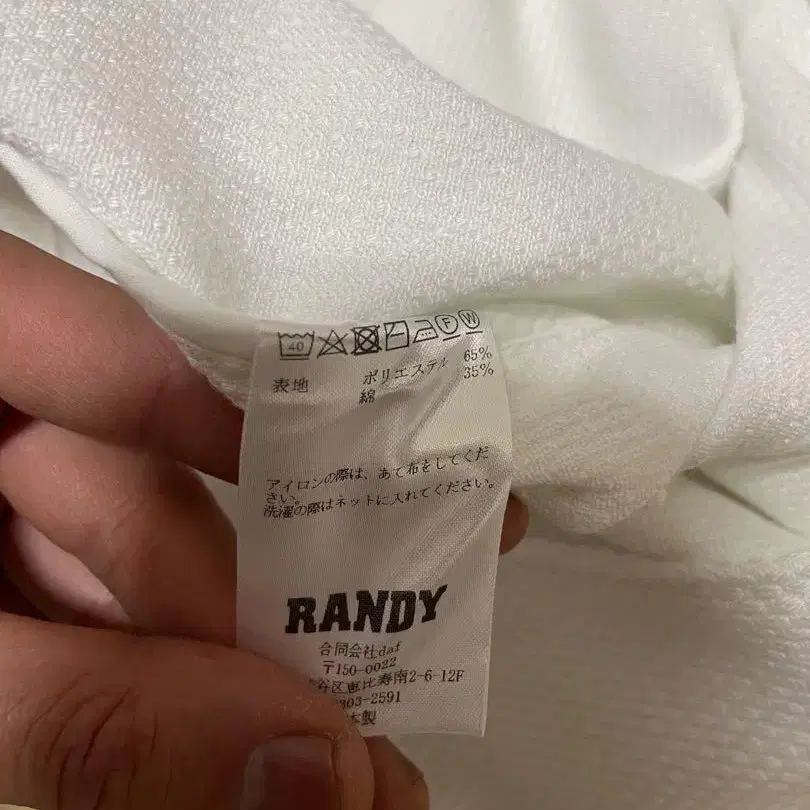 40 F W
表地 ポリエステル 65%
綿 35%
アイロンの際は、あて布をしてくだ
さい。
洗濯の際はネットに入れてください。
RANDY
合同会社daf
〒150-0022
谷区恵比寿南2-6-12F
303-2591
本製